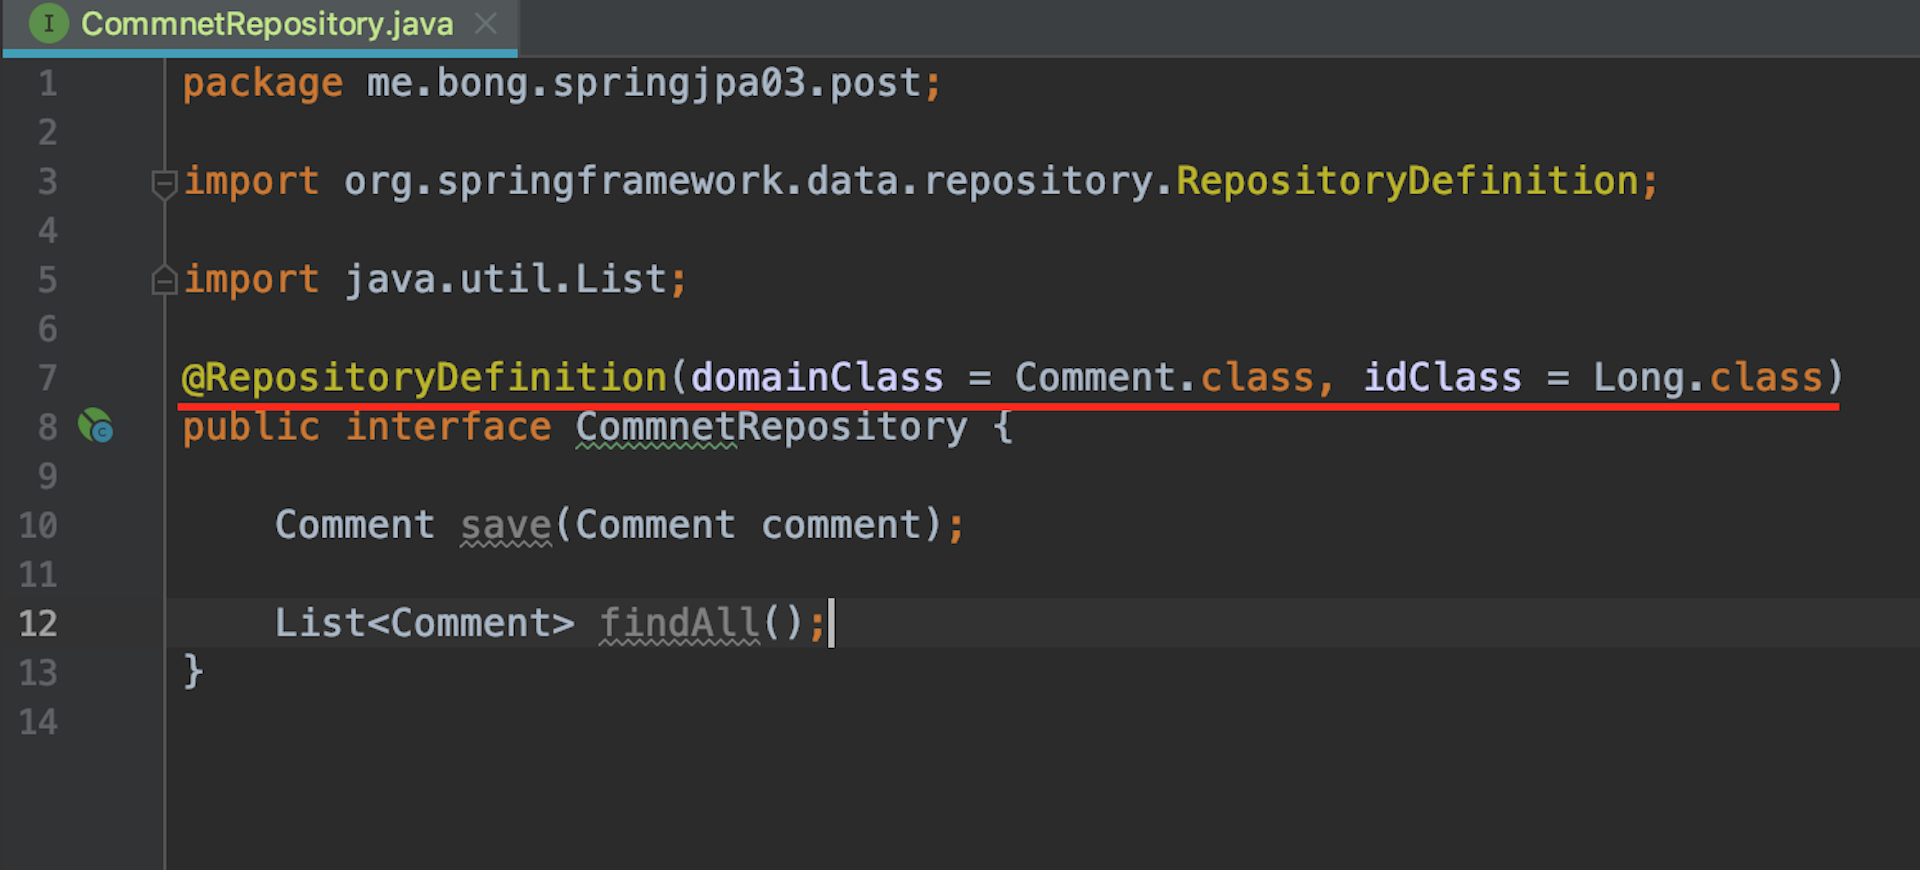 I CommnetRepository.java
1 package me.bong.springjpa03.post;
2
3 import org.springframework.data.repository.RepositoryDefinition;
4
5 import java.util.List;
6
7 @RepositoryDefinition(domainClass = Comment.class, idClass = Long.class)
8 public interface CommnetRepository {
9
10 Comment save(Comment comment);
11
12 List<Comment> findAll();
13 }
14